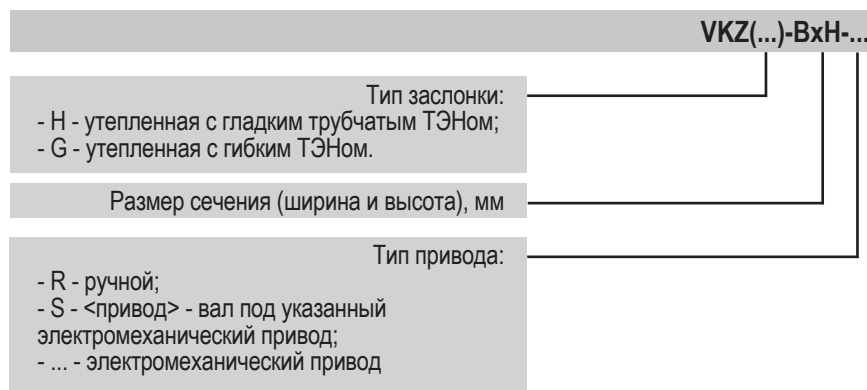 VKZ(...)-BxH-...
Тип заслонки:
- H - утепленная с гладким трубчатым ТЭНом;
- G - утепленная с гибким ТЭНом.
Размер сечения (ширина и высота), мм
Тип привода:
- R - ручной;
- S - <привод> - вал под указанный
электромеханический привод;
- ... - электромеханический привод